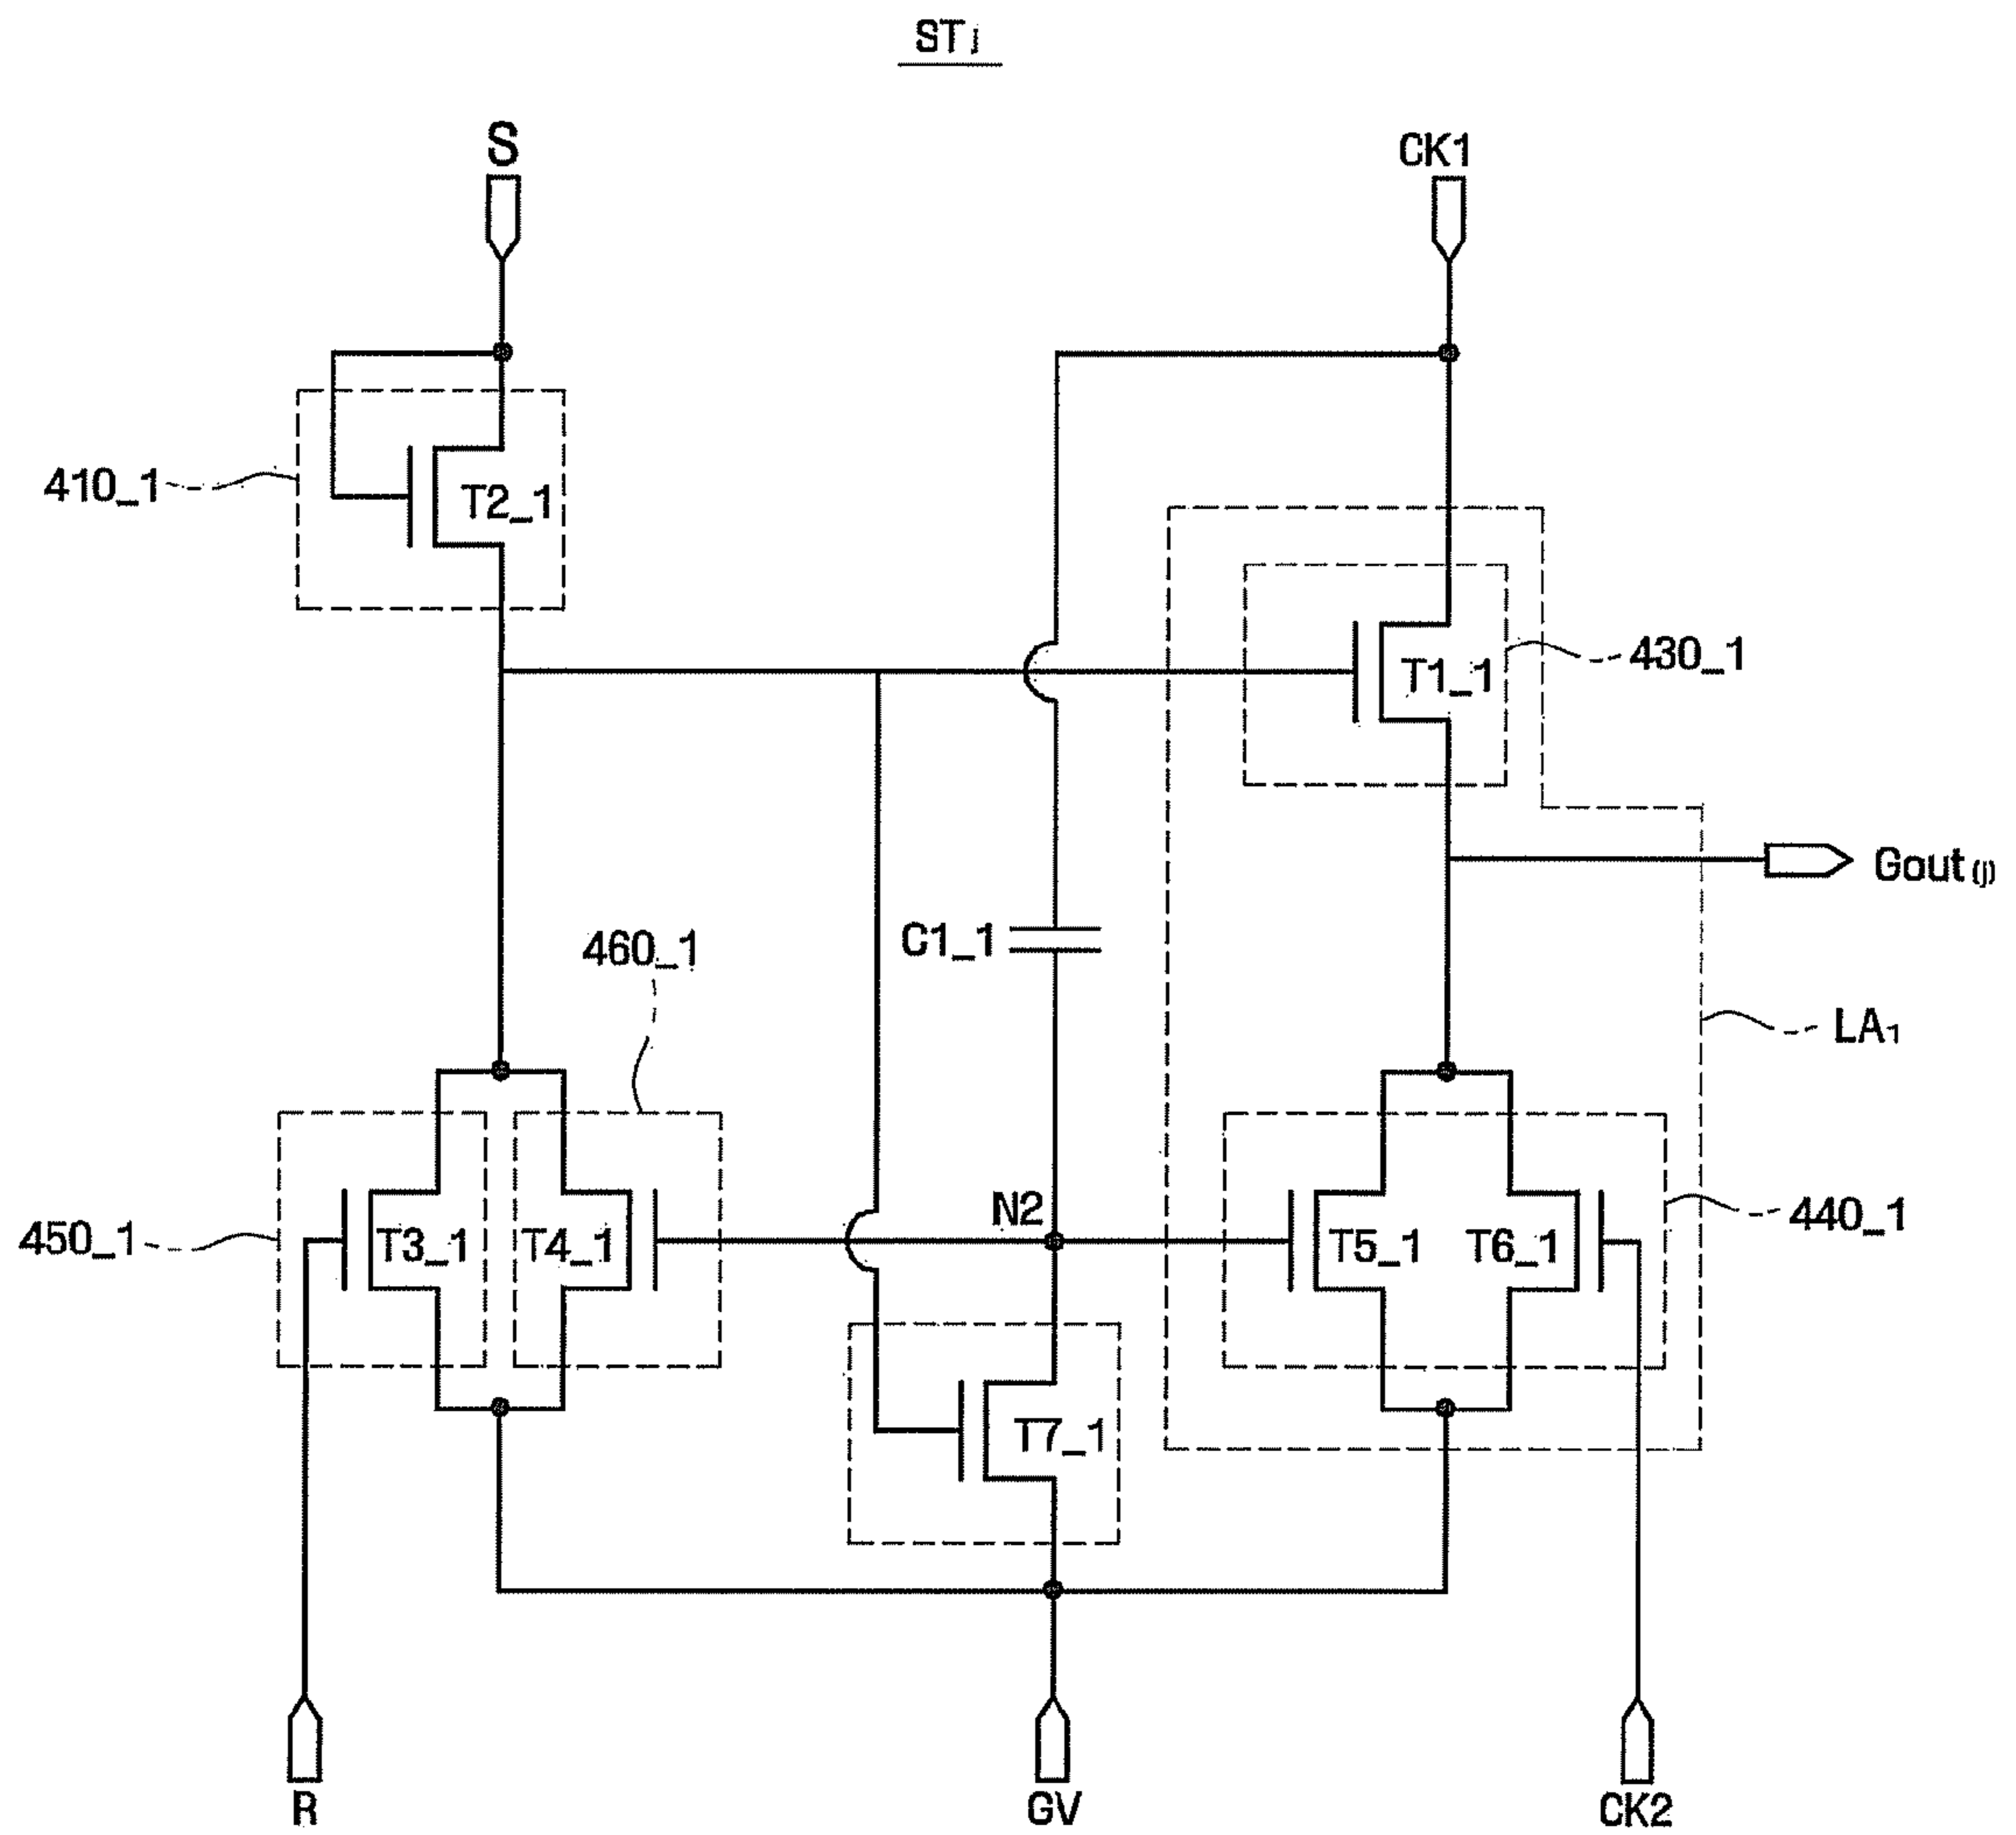 STj
S
CK1
410_1
T2_1
T1_1
430_1
Gout(j)
460_1
C1_1
LA1
N2
450_1
T3_1
T4_1
T5_1
T6_1
440_1
T7_1
R
GV
CK2